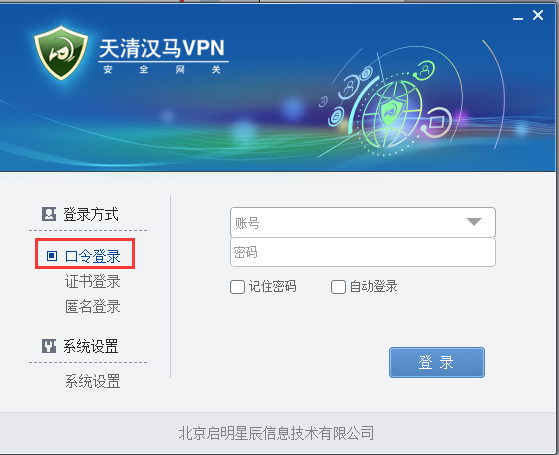 天清汉马VPN
安全网关
登录方式
口令登录
证书登录
匿名登录
系统设置
系统设置
账号
密码
记住密码 自动登录
登 录
北京启明星辰信息技术有限公司